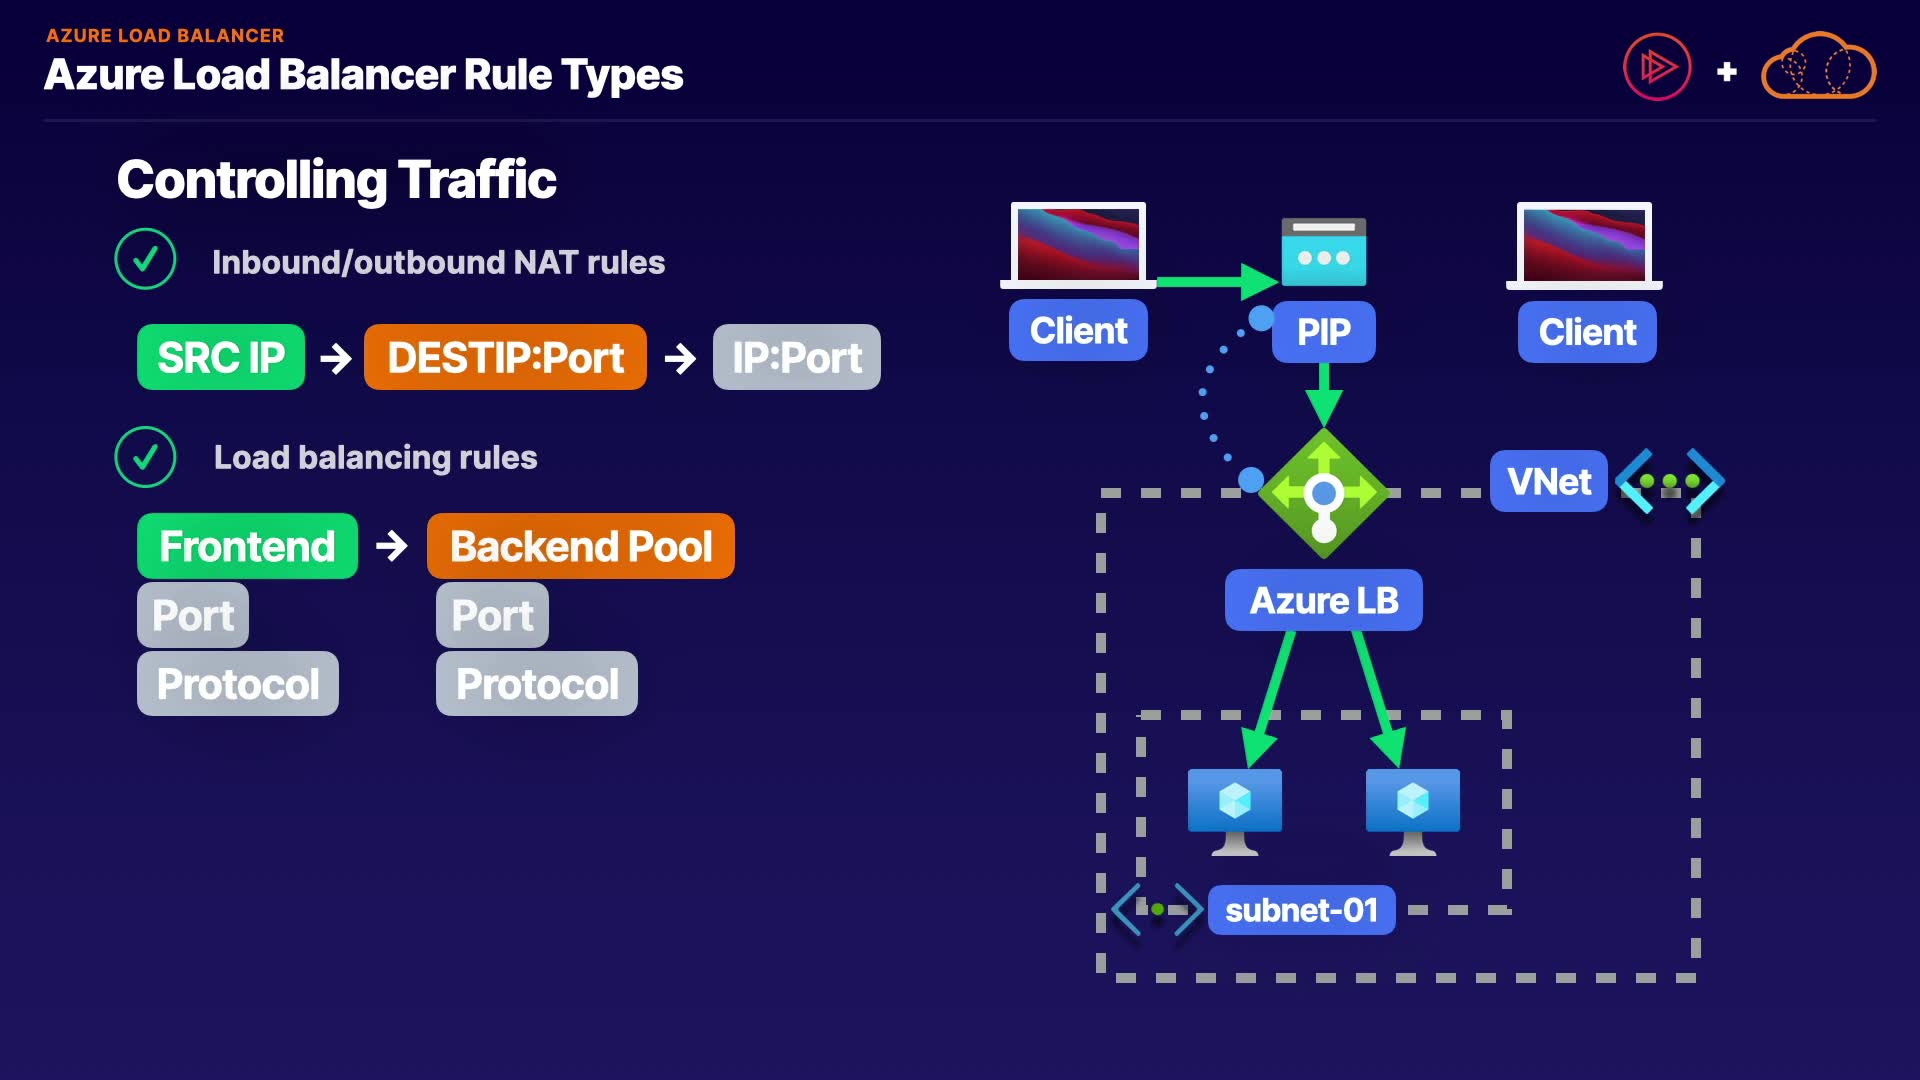 AZURE LOAD BALANCER
Azure Load Balancer Rule Types
+
Controlling Traffic
Inbound/outbound NAT rules
SRC IP → DESTIP:Port → IP:Port
Load balancing rules
Frontend → Backend Pool
Port Port
Protocol Protocol
Client
PIP
Client
VNet
Azure LB
subnet-01